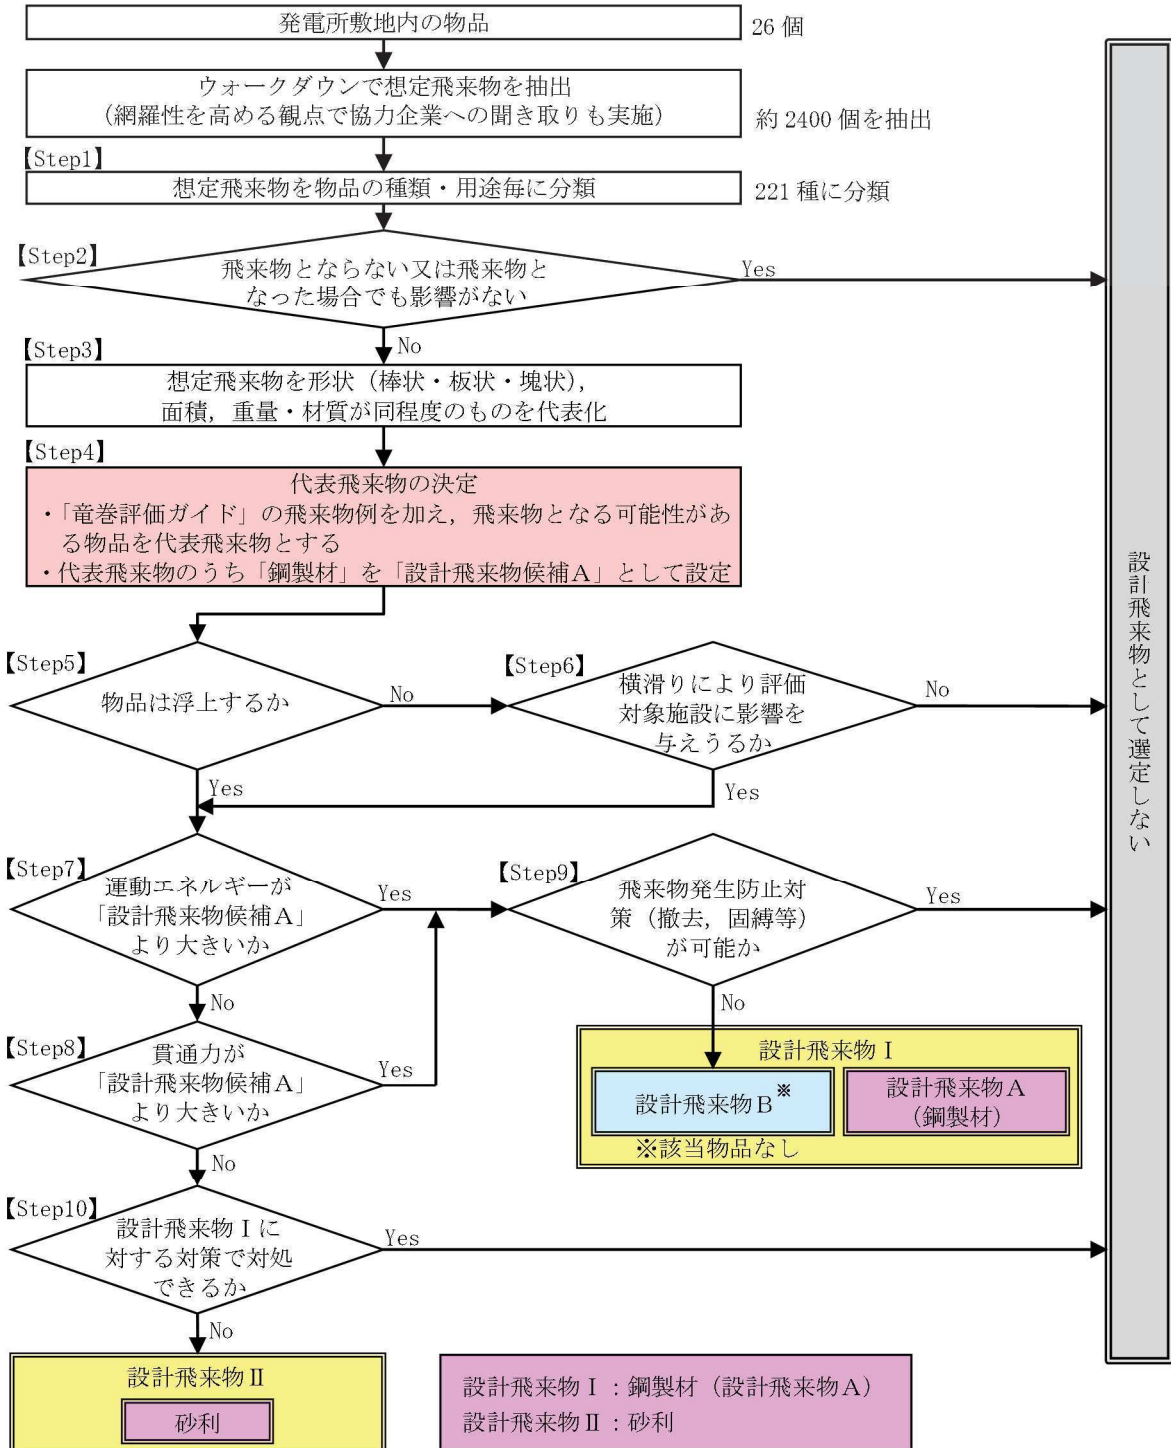 発電所敷地内の物品
26 個
ウォークダウンで想定飛来物を抽出
(網羅性を高める観点で協力企業への聞き取りも実施)
約 2400 個を抽出
【Step1】
想定飛来物を物品の種類・用途毎に分類
221 種に分類
【Step2】
飛来物とならない又は飛来物と
なった場合でも影響がない
Yes
No
【Step3】
想定飛来物を形状（棒状・板状・塊状），
面積，重量・材質が同程度のものを代表化
【Step4】
代表飛来物の決定
・「竜巻評価ガイド」の飛来物例を加え，飛来物となる可能性があ
る物品を代表飛来物とする
・代表飛来物のうち「鋼製材」を「設計飛来物候補A」として設定
【Step5】
物品は浮上するか
No
Yes
【Step6】
横滑りにより評価
対象施設に影響を
与えうるか
No
Yes
【Step7】
運動エネルギーが
「設計飛来物候補A」
より大きいか
Yes
No
【Step9】
飛来物発生防止対
策（撤去，固縛等）
が可能か
Yes
No
【Step8】
貫通力が
「設計飛来物候補A」
より大きいか
Yes
No
設計飛来物Ⅰ
設計飛来物B※
設計飛来物A
（鋼製材）
※該当物品なし
【Step10】
設計飛来物Ⅰに
対する対策で対処
できるか
Yes
No
設計飛来物として選定しない
設計飛来物Ⅱ
砂利
設計飛来物Ⅰ：鋼製材（設計飛来物A）
設計飛来物Ⅱ：砂利